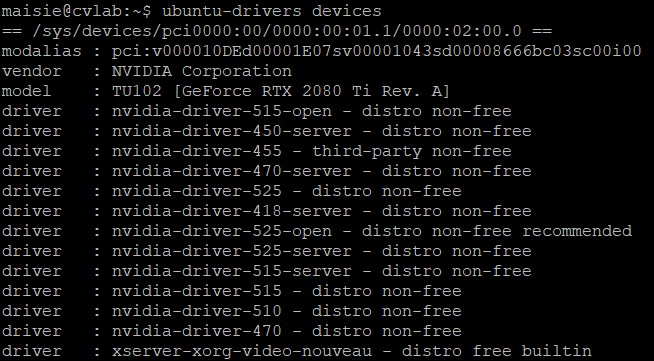 maisie@cvlab:~$ ubuntu-drivers devices
== /sys/devices/pci0000:00/0000:00:01.1/0000:02:00.0 ==
modalias : pci:v000010DEd00001E07sv00001043sd00008666bc03sc00i00
vendor   : NVIDIA Corporation
model    : TU102 [GeForce RTX 2080 Ti Rev. A]
driver   : nvidia-driver-515-open - distro non-free
driver   : nvidia-driver-450-server - distro non-free
driver   : nvidia-driver-455 - third-party non-free
driver   : nvidia-driver-470-server - distro non-free
driver   : nvidia-driver-525 - distro non-free
driver   : nvidia-driver-418-server - distro non-free
driver   : nvidia-driver-525-open - distro non-free recommended
driver   : nvidia-driver-525-server - distro non-free
driver   : nvidia-driver-515-server - distro non-free
driver   : nvidia-driver-515 - distro non-free
driver   : nvidia-driver-510 - distro non-free
driver   : nvidia-driver-470 - distro non-free
driver   : xserver-xorg-video-nouveau - distro free builtin